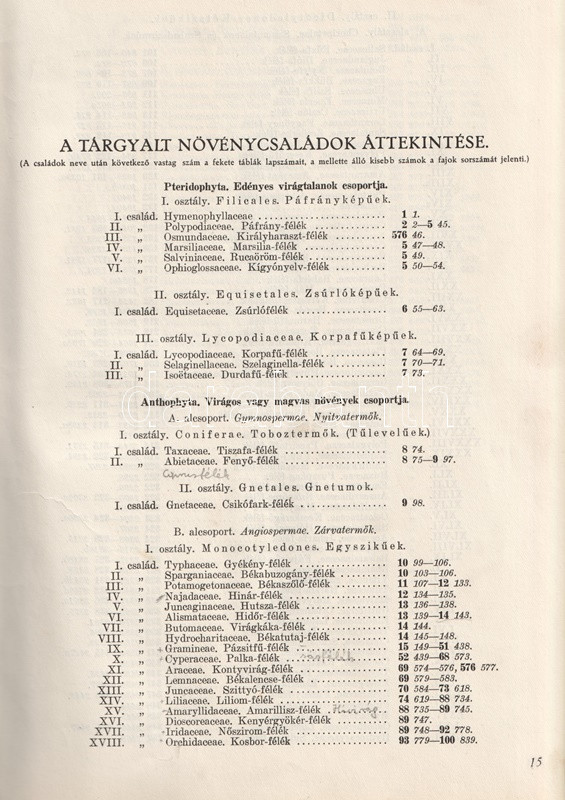 A TÁRGYALT NÖVÉNYCSALÁDOK ÁTTEKINTÉSE.
(A családok neve után következő vastag szám a fekete táblák lapszámait, a mellette álló kisebb számok a fajok sorszámát jelenti.)
Pteridophyta. Edényes virágtalanok csoportja.
I. osztály. Filicales. Páfrányképűek.
I. család. Hymenophyllaceae . . . . . . . . . . 1 1.
II. „ Polypodiaceae. Páfrány-félék . . . . . . . . . . 2 2—5 45.
III. „ Osmundaceae. Királyharaszt-félék . . . . . . . . . . 576 46.
IV. „ Marsiliaceae. Marsilia-félék . . . . . . . . . . 5 47—48.
V. „ Salviniaceae. Rucaöröm-félék . . . . . . . . . . 5 49.
VI. „ Ophioglossaceae. Kígyónyelv-félék . . . . . . . . . . 5 50—54.
II. osztály. Equisetales. Zsúrlóképűek.
I. család. Equisetaceae. Zsúrlófélék . . . . . . . . . . 6 55—63.
III. osztály. Lycopodiaceae. Korpafűképűek.
I. család. Lycopodiaceae. Korpafű-félék . . . . . . . . . . 7 64—69.
II. „ Selaginellaceae. Szelaginella-félék . . . . . . . . . . 7 70—71.
III. „ Isoëtaceae. Durdafű-félék . . . . . . . . . . 7 73.
Anthophyta. Virágos vagy magvas növények csoportja.
A. alcsoport. Gymnospermae. Nyitvatermők.
I. osztály. Coniferae. Toboztermők. (Tűlevelűek.)
I. család. Taxaceae. Tiszafa-félék . . . . . . . . . . 8 74.
II. „ Abietaceae. Fenyő-félék . . . . . . . . . . 8 75—9 97.
II. osztály. Gnetales. Gnetumok.
I. család. Gnetaceae. Csikófark-félék . . . . . . . . . . 9 98.
B. alcsoport. Angiospermae. Zárvatermők.
I. osztály. Monocotyledones. Egyszikűek.
I. család. Typhaceae. Gyékény-félék . . . . . . . . . . 10 99—106.
II. „ Sparganiaceae. Békabuzogány-félék . . . . . . . . . . 10 103—106.
III. „ Potamogetonaceae. Békaszőlő-félék . . . . . . . . . . 11 107—12 133.
IV. „ Najadaceae. Hinár-félék . . . . . . . . . . 12 134—135.
V. „ Juncaginaceae. Hutsza-félék . . . . . . . . . . 13 136—138.
VI. „ Alismataceae. Hidőr-félék . . . . . . . . . . 13 139—14 143.
VII. „ Butomaceae. Virágkáka-félék . . . . . . . . . . 14 144.
VIII. „ Hydrocharitaceae. Békatutaj-félék . . . . . . . . . . 14 145—148.
IX. „ Gramineae. Pázsitfű-félék . . . . . . . . . . 15 149—51 438.
X. „ Cyperaceae. Palka-félék . . . . . . . . . . 52 439—68 573.
XI. „ Araceae. Kontyvirág-félék . . . . . . . . . . 69 574—576, 576 577.
XII. „ Lemnaceae. Békalencse-félék . . . . . . . . . . 69 579—583.
XIII. „ Juncaceae. Szittyó-félék . . . . . . . . . . 70 584—73 618.
XIV. „ Liliaceae. Liliom-félék . . . . . . . . . . 74 619—88 734.
XV. „ Amaryllidaceae. Amarillisz-félék . . . . . . . . . . 88 735—89 745.
XVI. „ Dioscoreaceae. Kenyérgyökér-félék . . . . . . . . . . 89 747.
XVII. „ Iridaceae. Nőszirom-félék . . . . . . . . . . 89 748—92 778.
XVIII. „ Orchidaceae. Kosbor-félék . . . . . . . . . . 93 779—100 839.
15